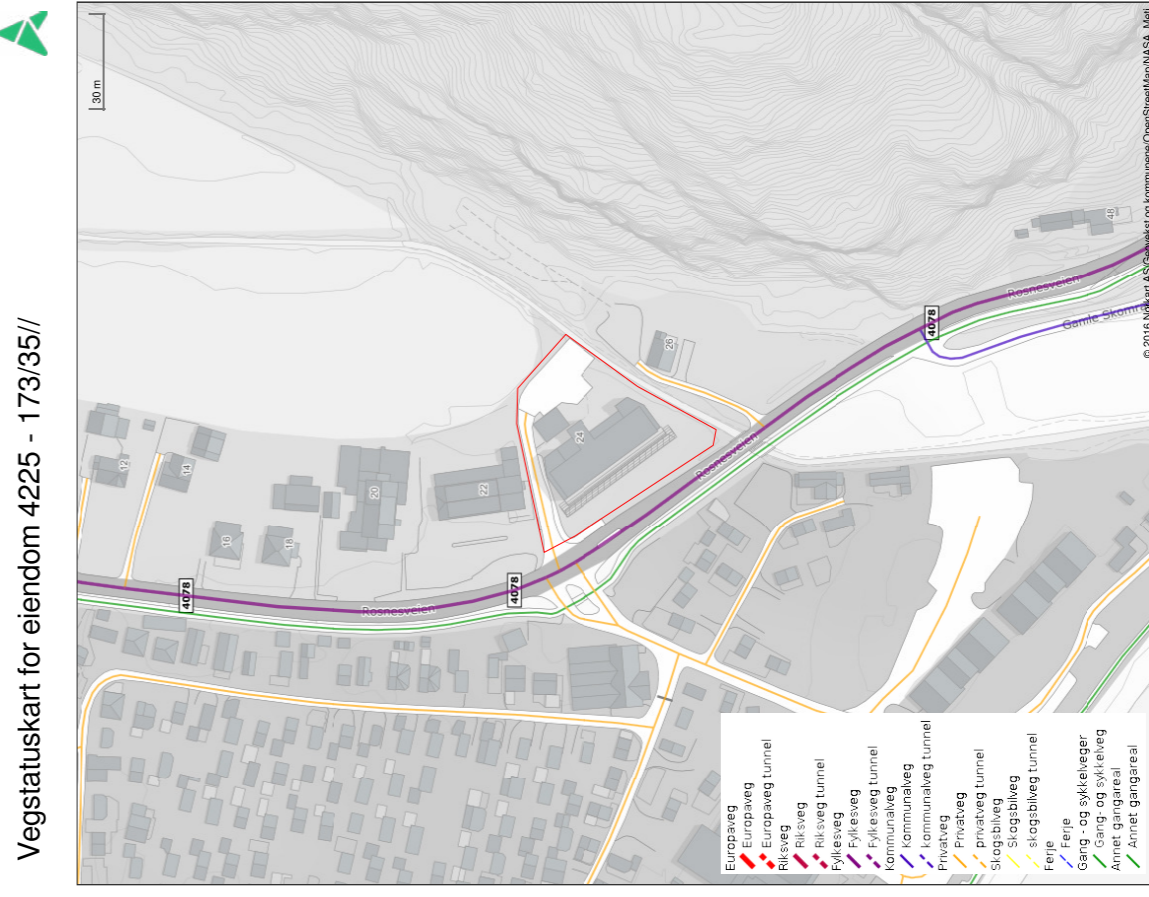 Vegstatuskart for eiendom 4225 - 173/35//
30 m
12
14
16
18
20
22
24
26
48
4078
4078
4078
Rosnesveien
Rosnesveien
Rosnesveien
Gamle Skomr
Europaveg
Europaveg
Europaveg tunnel
Riksveg
Riksveg
Riksveg tunnel
Fylkesveg
Fylkesveg
Fylkesveg tunnel
Kommunalveg
Kommunalveg
kommunalveg tunnel
Privatveg
Privatveg
privatveg tunnel
Skogsbilveg
Skogsbilveg
skogsbilveg tunnel
Ferje
Ferje
Gang - og sykkelveger
Gang- og sykkelveg
Annet gangareal
Annet gangareal
© 2016 Norkart AS/Geovekst og kommunene/OpenStreetMap/NASA, Meti